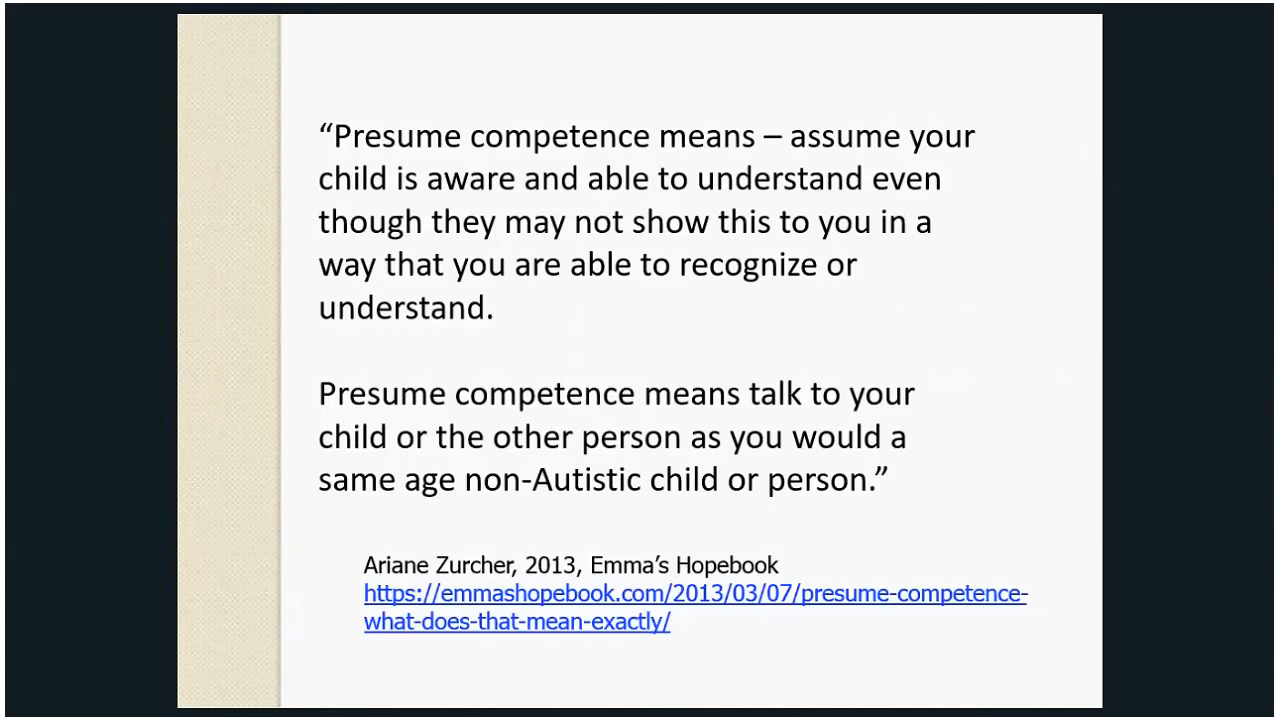 “Presume competence means – assume your
child is aware and able to understand even
though they may not show this to you in a
way that you are able to recognize or
understand.
Presume competence means talk to your
child or the other person as you would a
same age non-Autistic child or person.”
Ariane Zurcher, 2013, Emma’s Hopebook
https://emmashopebook.com/2013/03/07/presume-competence-
what-does-that-mean-exactly/